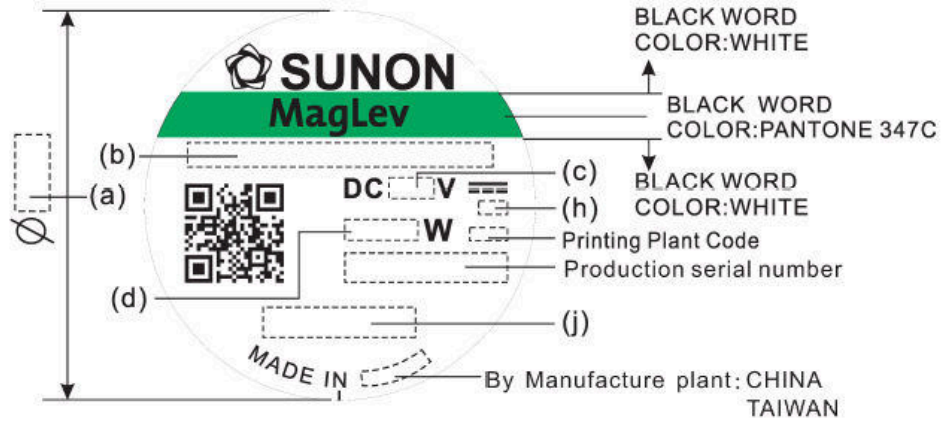 BLACK WORD
COLOR:WHITE
SUNON
MagLev
BLACK WORD
COLOR:PANTONE 347C
(b)
(a)
Ø
DC V
(c)
BLACK WORD
COLOR:WHITE
(h)
W
Printing Plant Code
Production serial number
(d)
(j)
MADE IN
By Manufacture plant: CHINA
TAIWAN